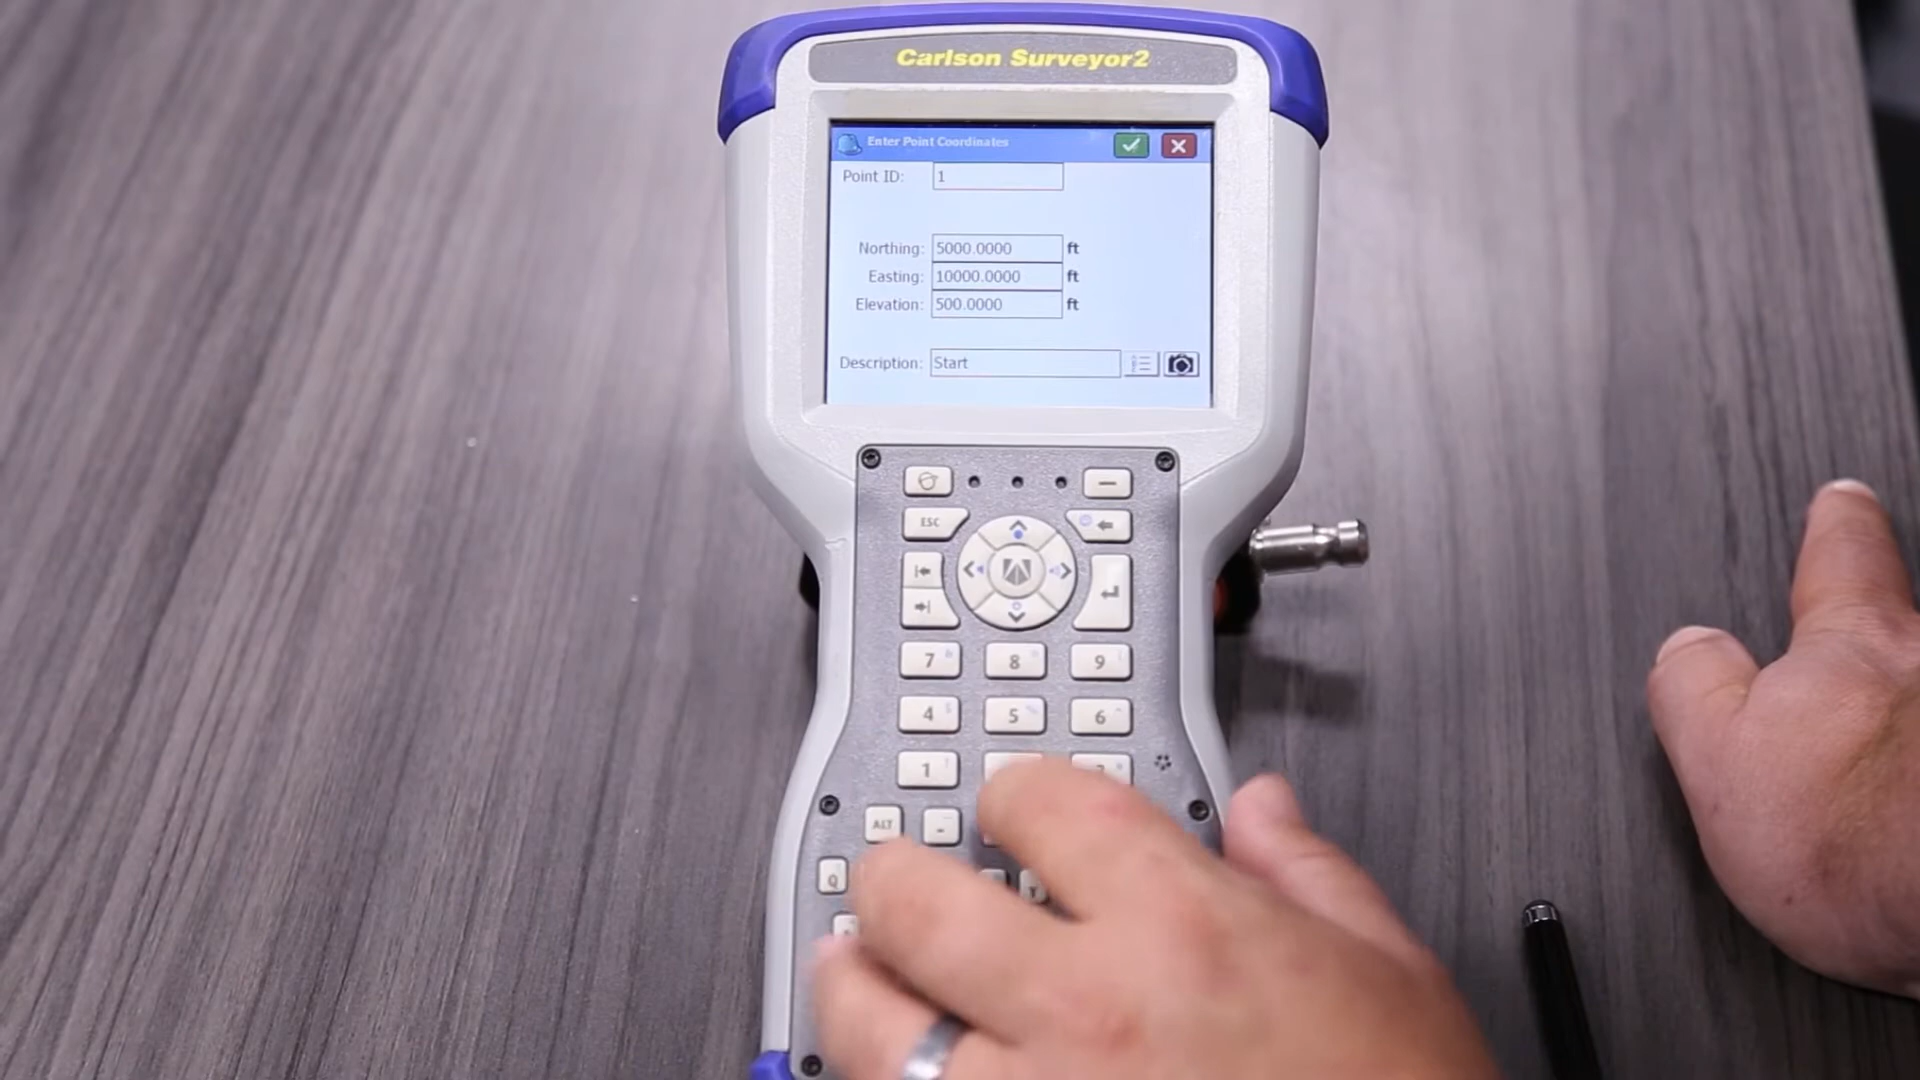 Carlson Surveyor2
Enter Point Coordinates
Point ID: 1
Northing: 5000.0000 ft
Easting: 10000.0000 ft
Elevation: 500.0000 ft
Description: Start
ESC
7 8 9
4 5 6
1
ALT -
Q Y